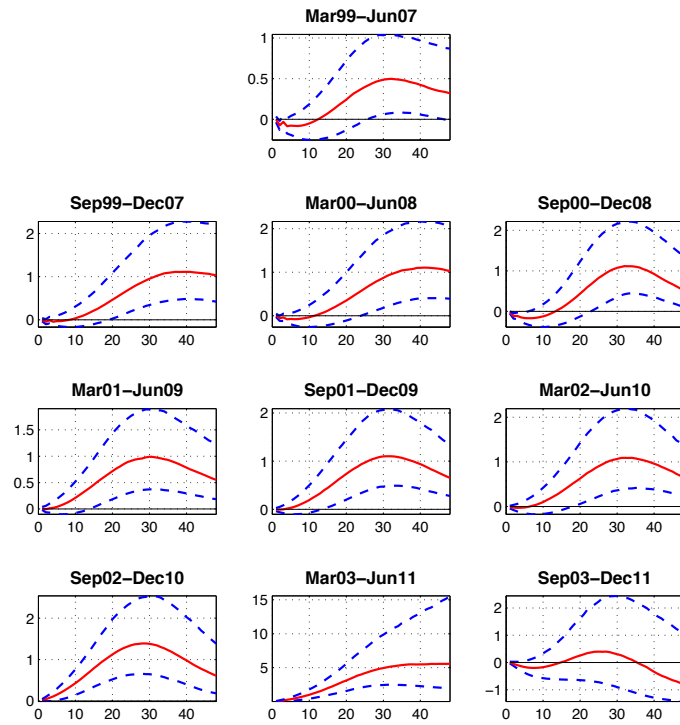 Mar99−Jun07
1
0.5
0
0 10 20 30 40
Sep99−Dec07 Mar00−Jun08 Sep00−Dec08
2 2 2
1 1 1
0 0 0
0 10 20 30 40 0 10 20 30 40 0 10 20 30 40
Mar01−Jun09 Sep01−Dec09 Mar02−Jun10
1.5 2 2
1 1 1
0.5
0 0 0
0 10 20 30 40 0 10 20 30 40 0 10 20 30 40
Sep02−Dec10 Mar03−Jun11 Sep03−Dec11
2 15 2
1 10 1
5 0
0 −1
0 10 20 30 40 0 10 20 30 40 0 10 20 30 40